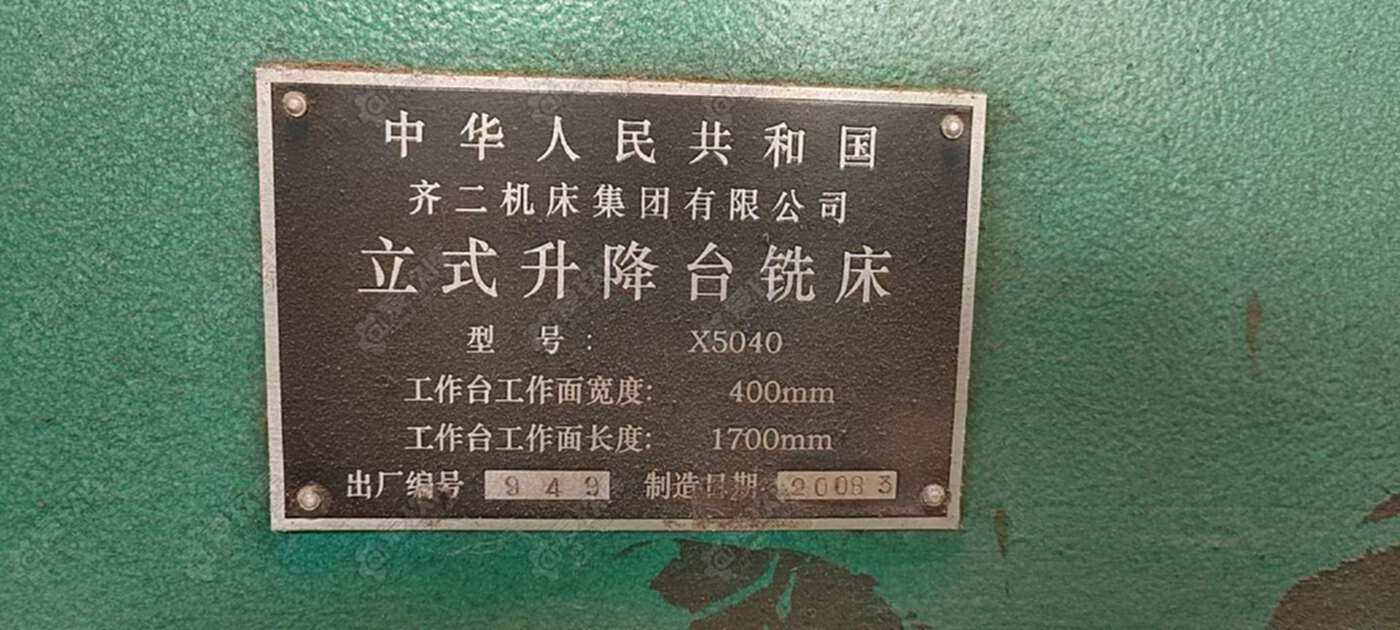 中华人民共和国
齐二机床集团有限公司
立式升降台铣床
型 号： X5040
工作台工作面宽度: 400mm
工作台工作面长度: 1700mm
出厂编号 949 制造日期 2008 3